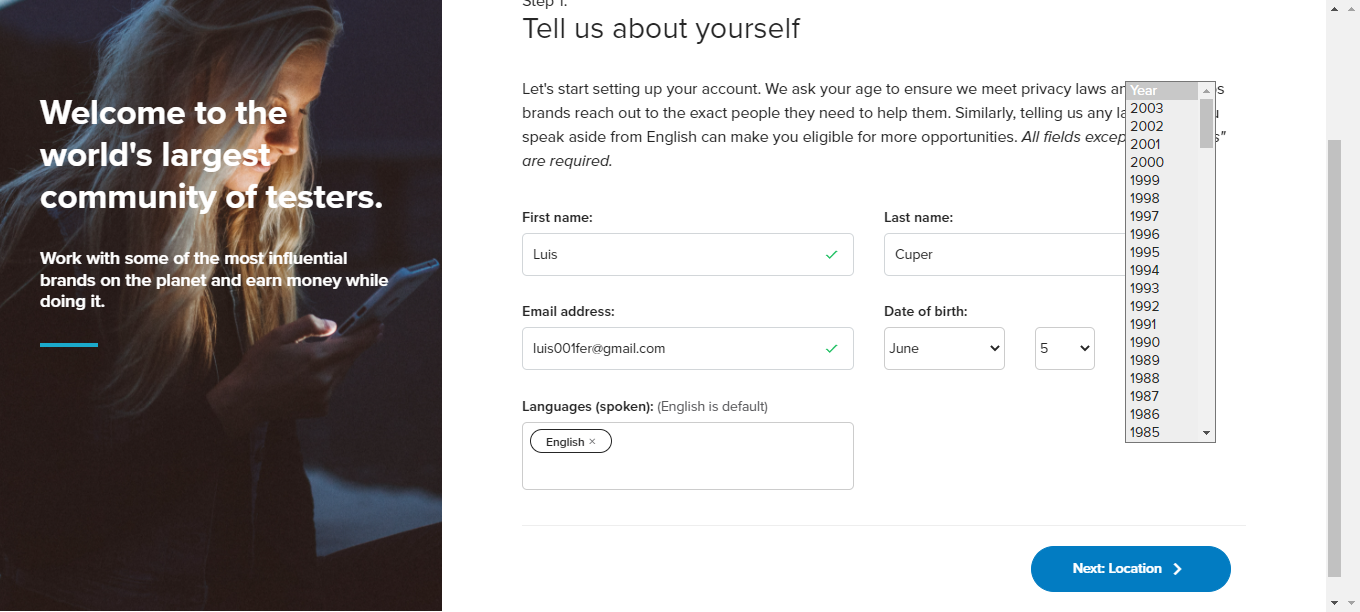 Welcome to the
world's largest
community of testers.
Work with some of the most influential
brands on the planet and earn money while
doing it.
Step 1:
Tell us about yourself
Let's start setting up your account. We ask your age to ensure we meet privacy laws
brands reach out to the exact people they need to help them. Similarly, telling us any
speak aside from English can make you eligible for more opportunities. All fields
are required.
First name:
Last name:
Luis
Cuper
Email address:
Date of birth:
luis001fer@gmail.com
June
5
Year
2003
2002
2001
2000
1999
1998
1997
1996
1995
1994
1993
1992
1991
1990
1989
1988
1987
1986
1985
Languages (spoken): (English is default)
English ×
Next: Location